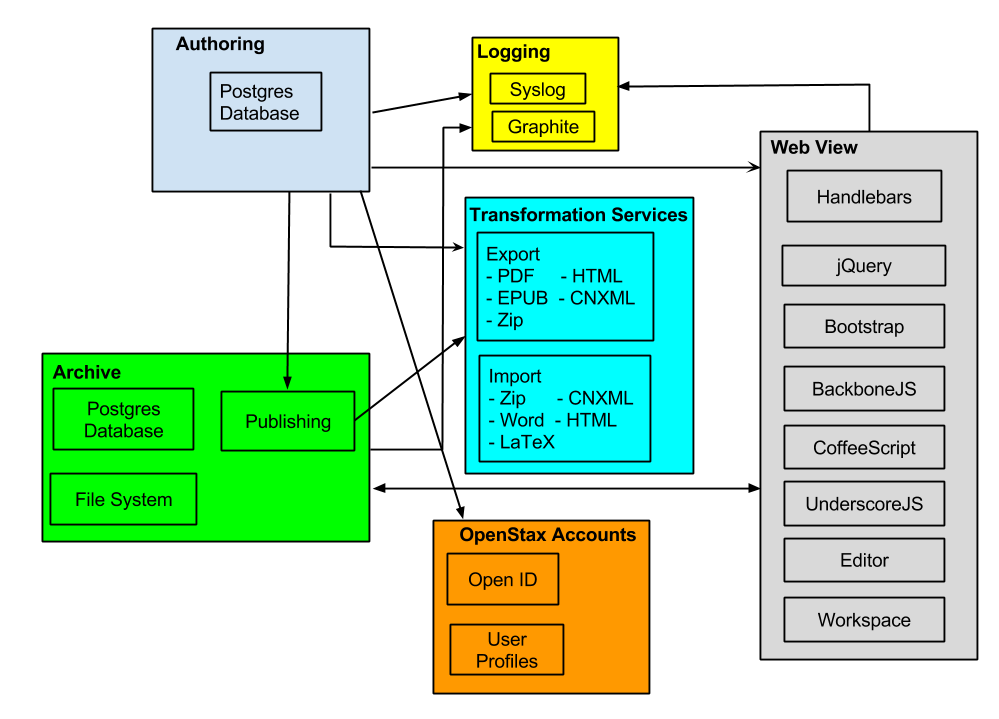 Authoring
Postgres
Database
Logging
Syslog
Graphite
Web View
Handlebars
jQuery
Bootstrap
BackboneJS
CoffeeScript
UnderscoreJS
Editor
Workspace
Transformation Services
Export
- PDF - HTML
- EPUB - CNXML
- Zip
Import
- Zip - CNXML
- Word - HTML
- LaTeX
Archive
Postgres
Database
Publishing
File System
OpenStax Accounts
Open ID
User
Profiles